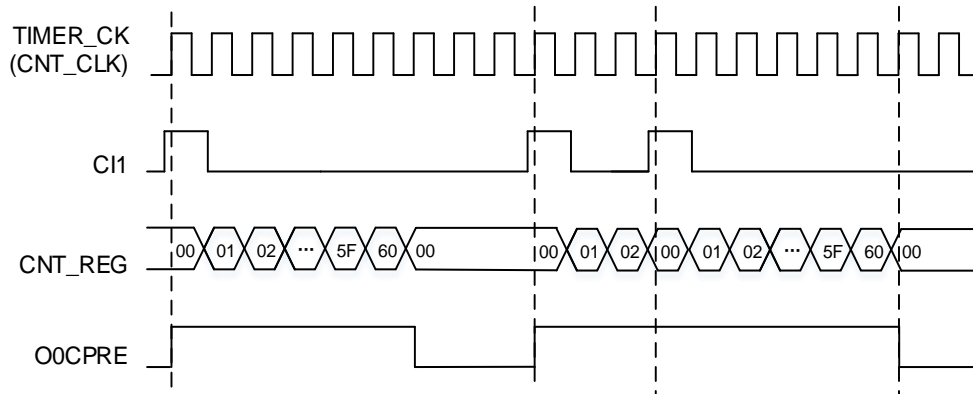 TIMER_CK
(CNT_CLK)
CI1
CNT_REG 00 01 02 ... 5F 60 00 00 01 02 00 01 02 ... 5F 60 00
O0CPRE